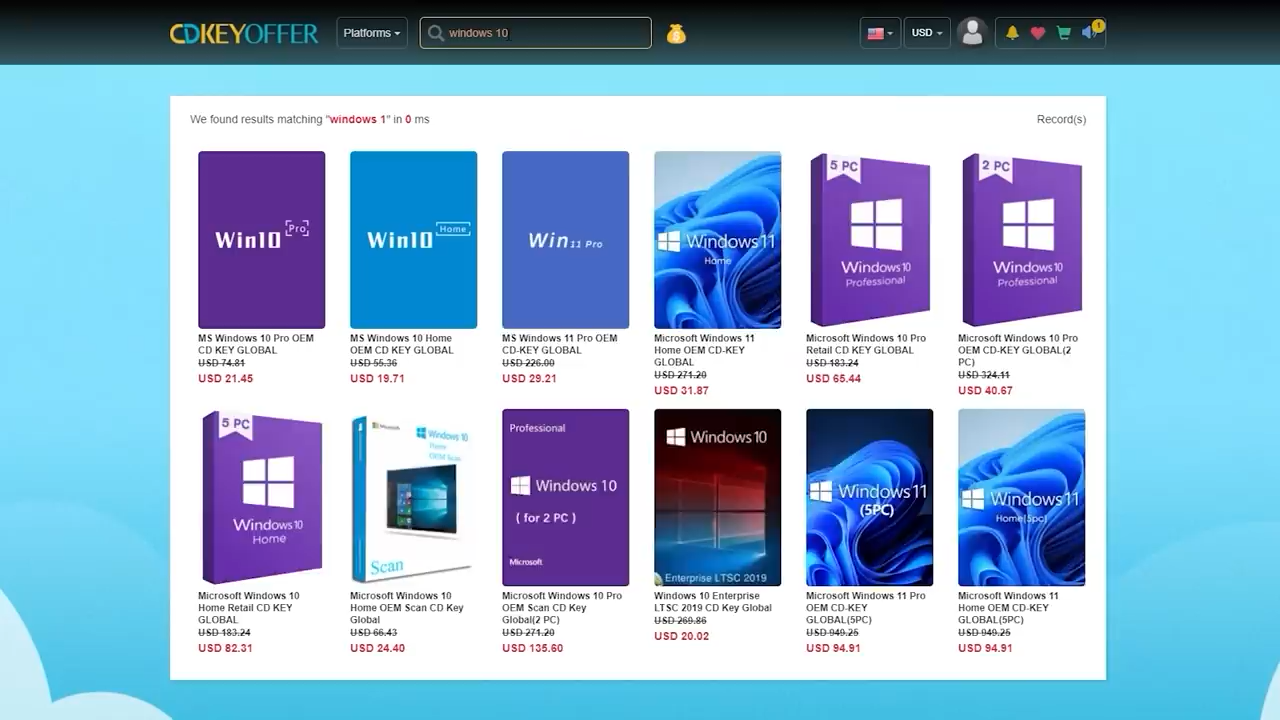 CDKEYOFFER
Platforms
windows 10
USD
1
We found results matching "windows 1" in 0 ms
Record(s)
Win10 Pro
Win10 Home
Win 11 Pro
Windows 11
Home
5 PC
Windows 10
Professional
2 PC
Windows 10
Professional
MS Windows 10 Pro OEM
CD KEY GLOBAL
USD 74.81
USD 21.45
MS Windows 10 Home
OEM CD KEY GLOBAL
USD 55.36
USD 19.71
MS Windows 11 Pro OEM
CD-KEY GLOBAL
USD 226.00
USD 29.21
Microsoft Windows 11
Home OEM CD-KEY
GLOBAL
USD 271.20
USD 31.87
Microsoft Windows 10 Pro
Retail CD KEY GLOBAL
USD 183.24
USD 65.44
Microsoft Windows 10 Pro
OEM CD-KEY GLOBAL(2
PC)
USD 324.11
USD 40.67
5 PC
Windows 10
Home
Microsoft
Windows 10
Home
OEM Scan
Scan
Professional
Windows 10
( for 2 PC )
Microsoft
Windows 10
Enterprise LTSC 2019
Windows 11
(5PC)
Windows 11
Home(5pc)
Microsoft Windows 10
Home Retail CD KEY
GLOBAL
USD 183.24
USD 82.31
Microsoft Windows 10
Home OEM Scan CD Key
Global
USD 66.43
USD 24.40
Microsoft Windows 10 Pro
OEM Scan CD Key
Global(2 PC)
USD 271.20
USD 135.60
Windows 10 Enterprise
LTSC 2019 CD Key Global
USD 269.86
USD 20.02
Microsoft Windows 11 Pro
OEM CD-KEY
GLOBAL(5PC)
USD 949.25
USD 94.91
Microsoft Windows 11
Home OEM CD-KEY
GLOBAL(5PC)
USD 949.25
USD 94.91